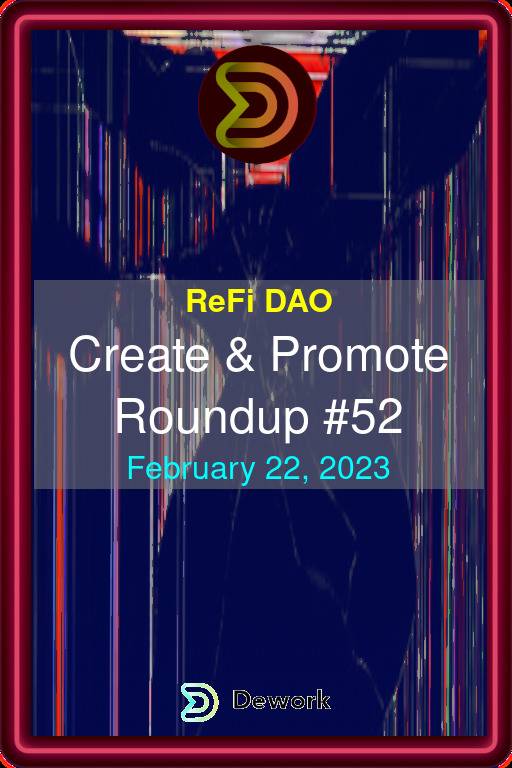 ReFi DAO
Create & Promote
Roundup #52
February 22, 2023
Dework